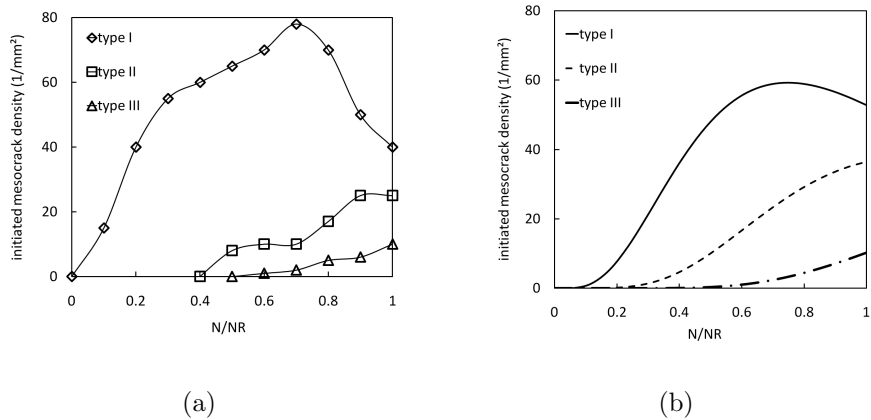 initiated mesocrack density (1/mm²)
80
60
40
20
0
type I
type II
type III
0
0.2
0.4
0.6
0.8
1
N/NR
(a)
initiated mesocrack density (1/mm²)
80
60
40
20
0
type I
type II
type III
0
0.2
0.4
0.6
0.8
1
N/NR
(b)